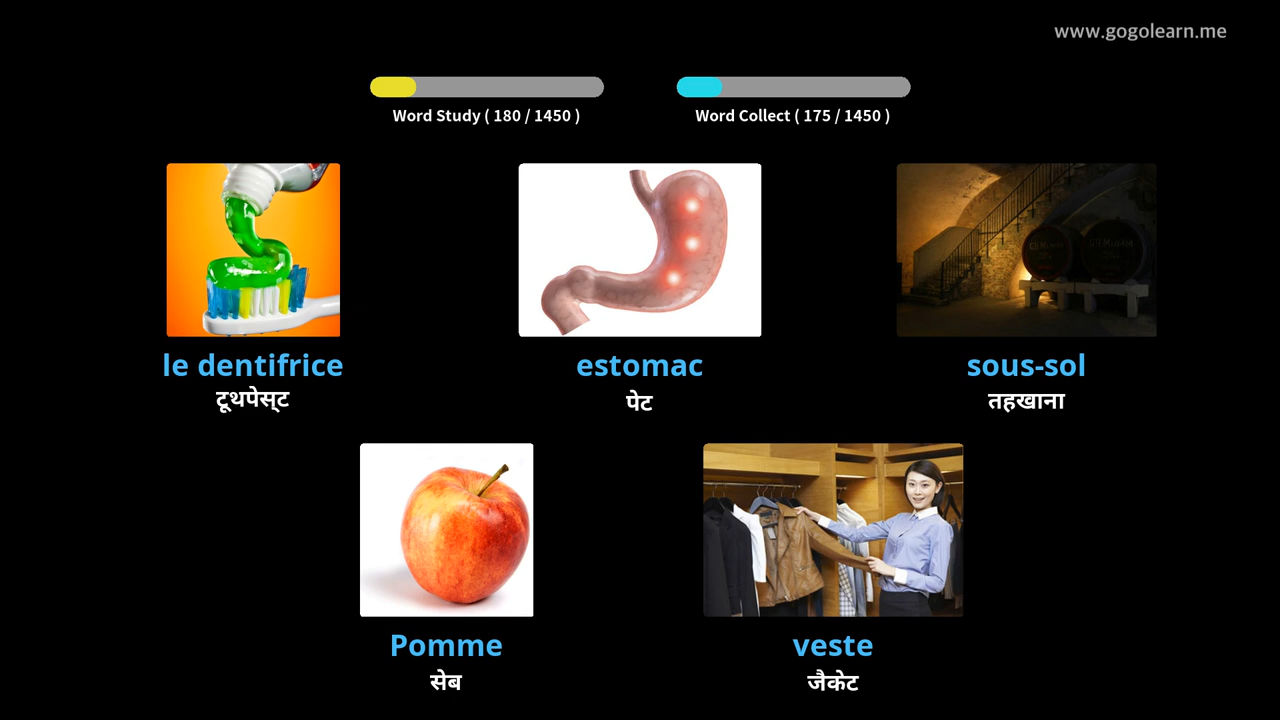 www.gogolearn.me
Word Study ( 180 / 1450 )
Word Collect ( 175 / 1450 )
le dentifrice
टूथपेस्ट
estomac
पेट
sous-sol
तहखाना
Pomme
सेब
veste
जैकेट